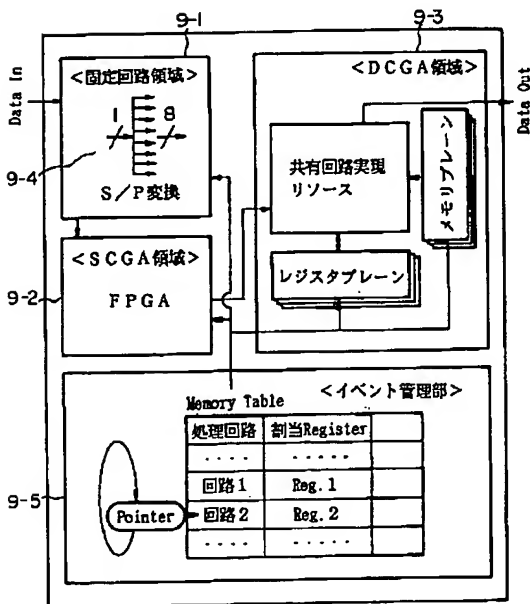 9-1
9-3
<固定回路領域>
1
8
S/P変換
9-4
Data In
<DCGA領域>
共有回路実現
リソース
メモリプレーン
レジスタプレーン
Data Out
<SCGA領域>
FPGA
9-2
<イベント管理部>
Memory Table
処理回路 割当Register
・・・・ ・・・・・
回路1 Reg.1
回路2 Reg.2
・・・・ ・・・・・
Pointer
9-5